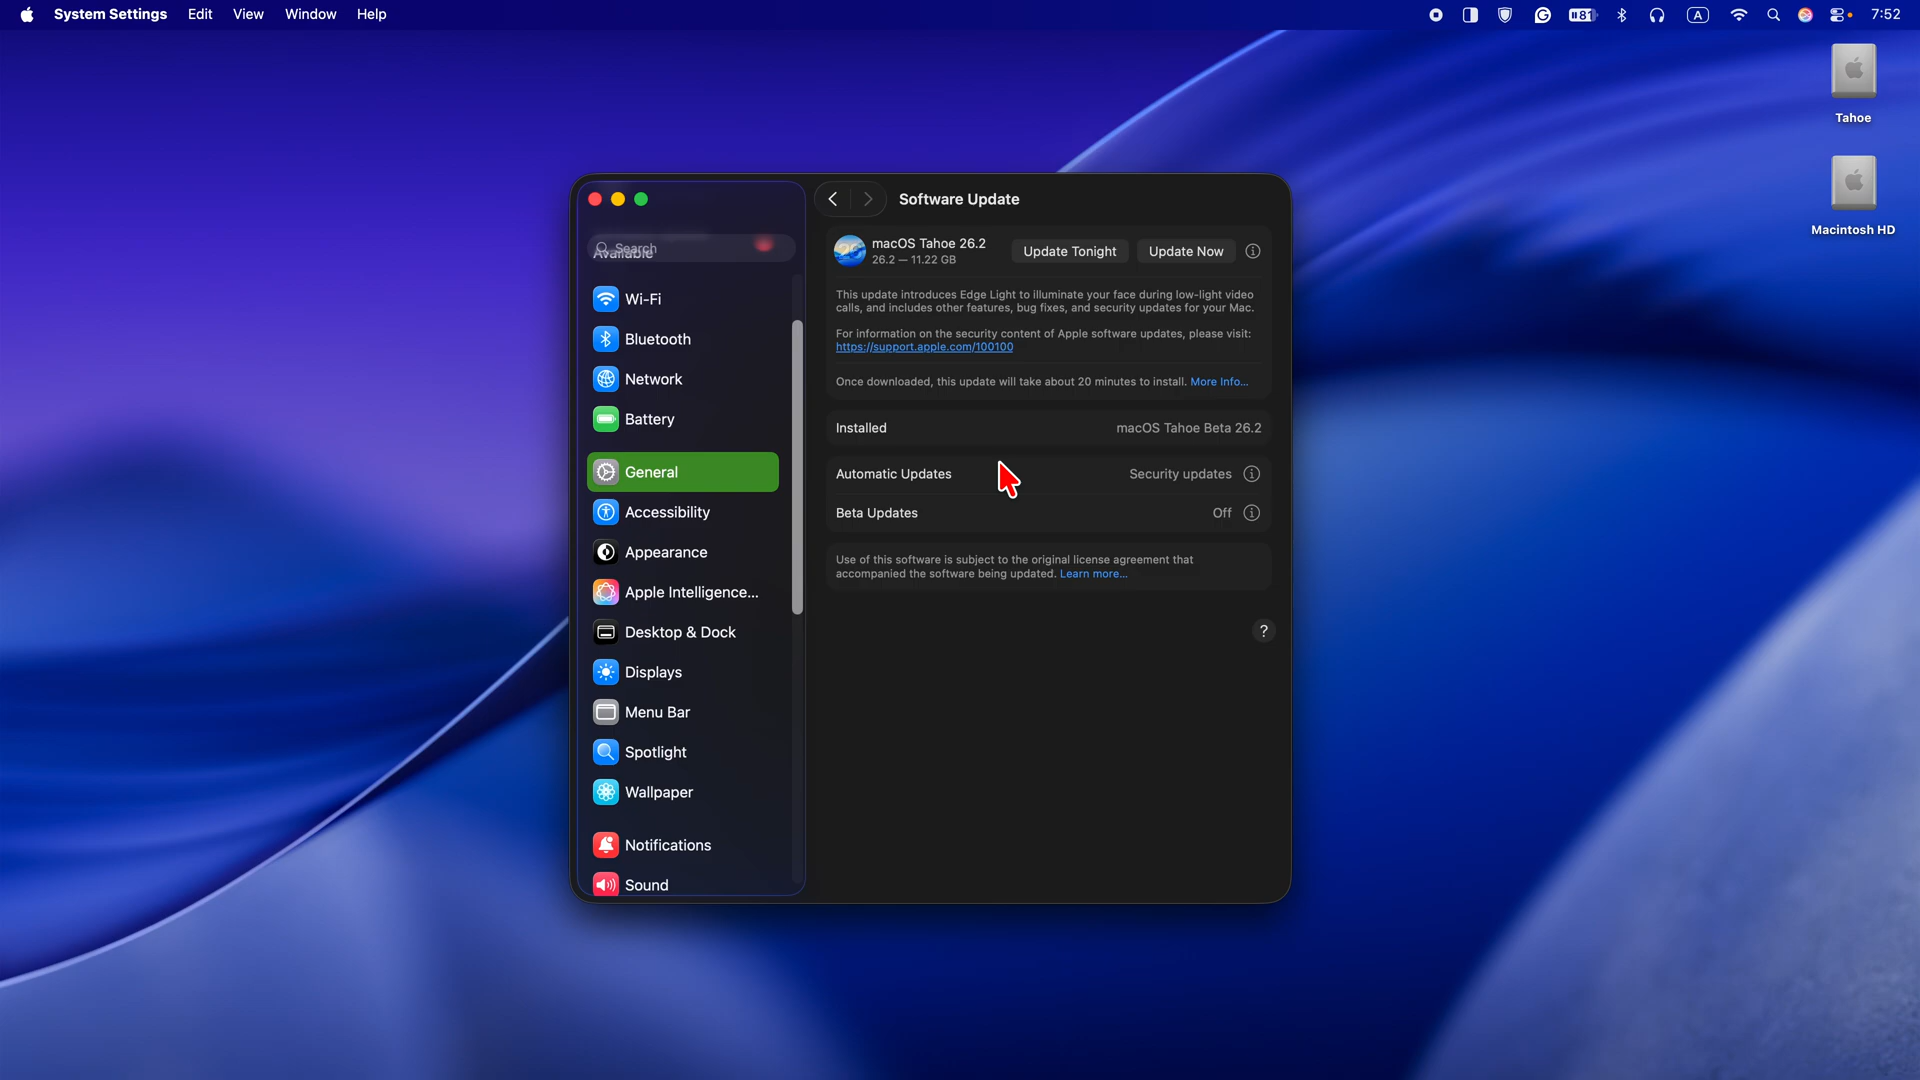 System Settings Edit View Window Help
81 A 7:52
Tahoe
Macintosh HD
Search
Available
Wi-Fi
Bluetooth
Network
Battery
General
Accessibility
Appearance
Apple Intelligence...
Desktop & Dock
Displays
Menu Bar
Spotlight
Wallpaper
Notifications
Sound
Software Update
macOS Tahoe 26.2
26.2 — 11.22 GB
Update Tonight
Update Now
This update introduces Edge Light to illuminate your face during low-light video
calls, and includes other features, bug fixes, and security updates for your Mac.
For information on the security content of Apple software updates, please visit:
https://support.apple.com/100100
Once downloaded, this update will take about 20 minutes to install. More Info...
Installed macOS Tahoe Beta 26.2
Automatic Updates Security updates
Beta Updates Off
Use of this software is subject to the original license agreement that
accompanied the software being updated. Learn more...
?